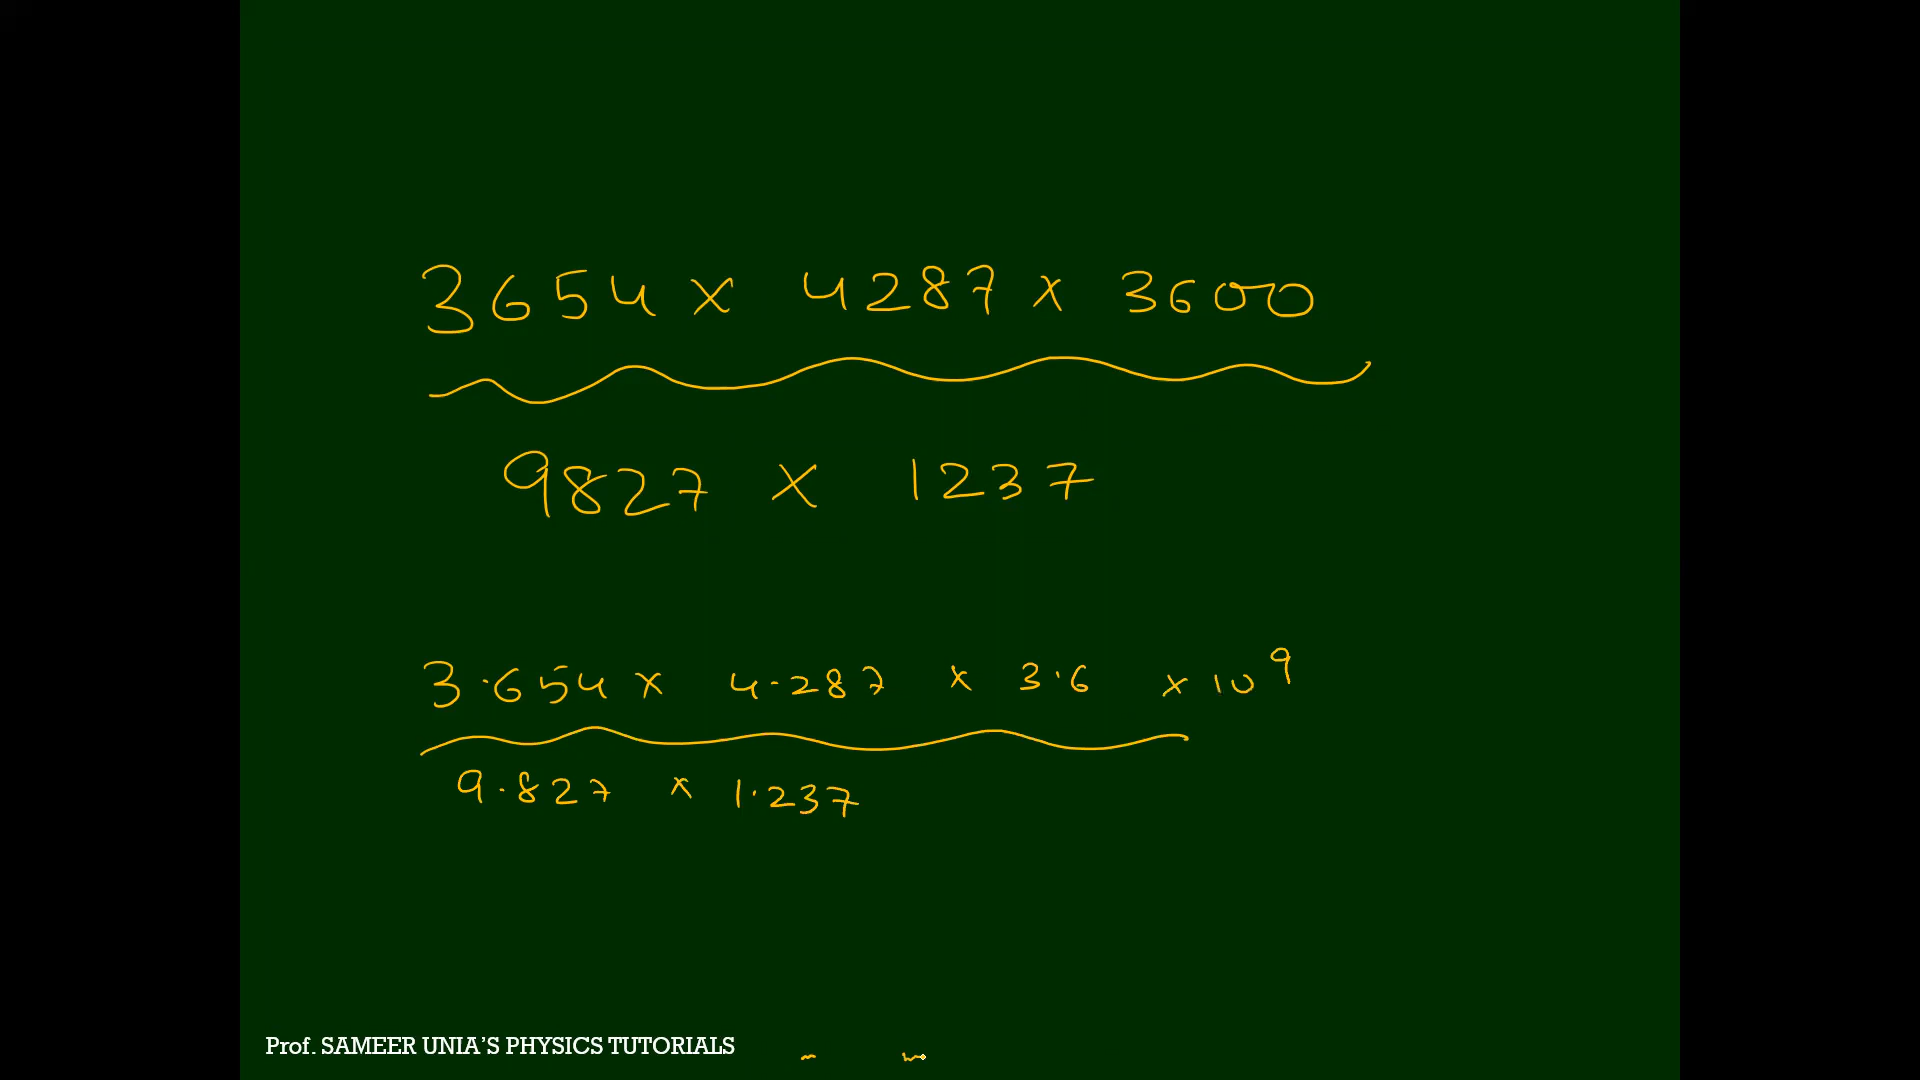 3654 x 4287 x 3600
9827 x 1237
3.654 x 4.287 x 3.6 x 10⁹
9.827 x 1.237
Prof. SAMEER UNIA'S PHYSICS TUTORIALS